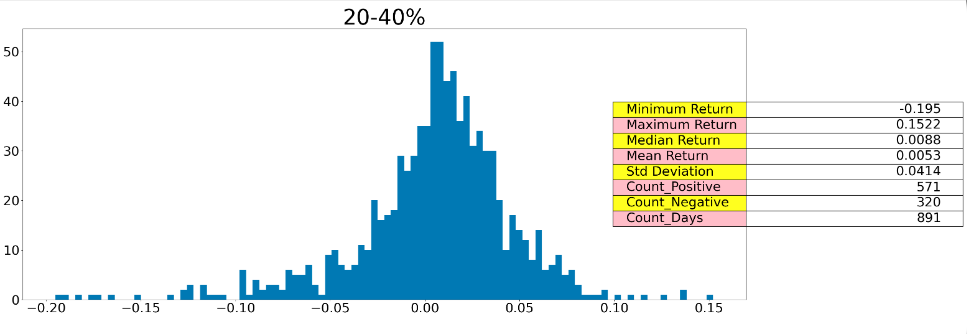 20-40%
50
40
30
20
10
0
−0.20 −0.15 −0.10 −0.05 0.00 0.05 0.10 0.15
Minimum Return -0.195
Maximum Return 0.1522
Median Return 0.0088
Mean Return 0.0053
Std Deviation 0.0414
Count_Positive 571
Count_Negative 320
Count_Days 891